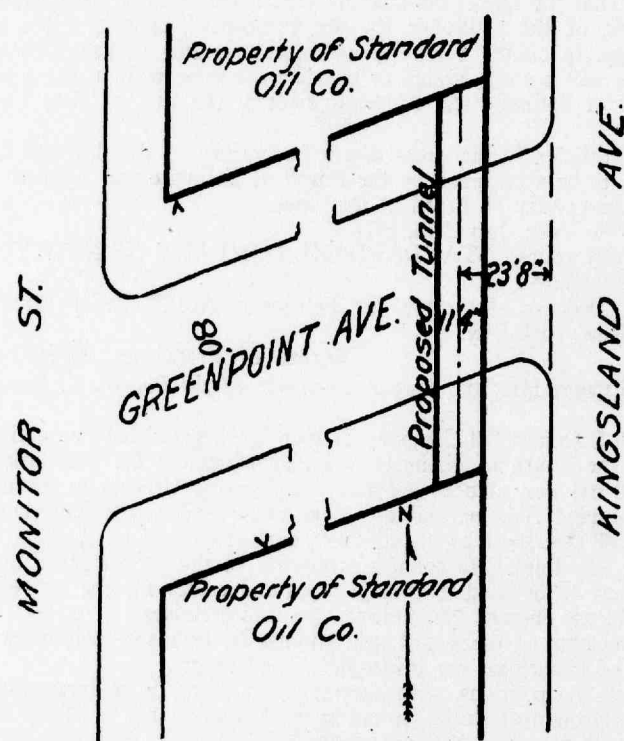 Property of Standard
Oil Co.
KINGSLAND AVE.
23'8"
11'4"
Proposed Tunnel
80
GREENPOINT AVE.
MONITOR ST.
N
Property of Standard
Oil Co.